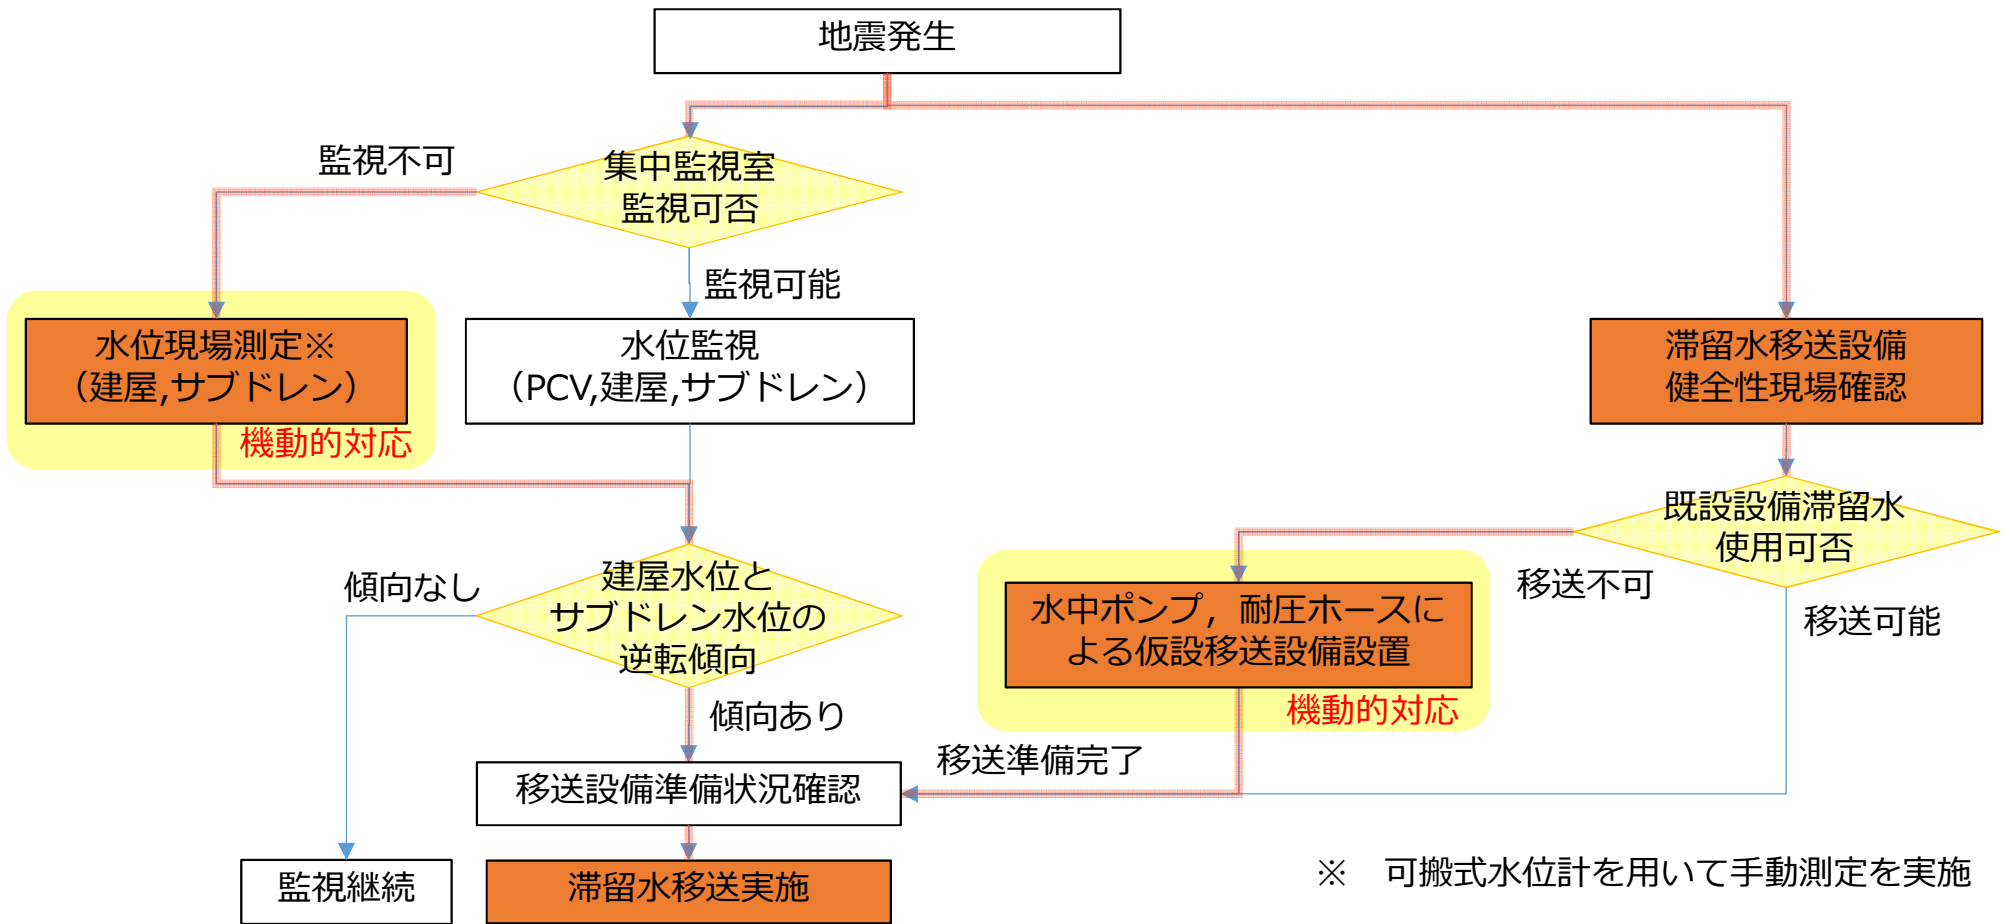 地震発生
監視不可
集中監視室
監視可否
監視可能
水位現場測定※
（建屋,サブドレン）
機動的対応
水位監視
（PCV,建屋,サブドレン）
滞留水移送設備
健全性現場確認
既設設備滞留水
使用可否
移送不可
移送可能
傾向なし
建屋水位と
サブドレン水位の
逆転傾向
傾向あり
水中ポンプ，耐圧ホースに
よる仮設移送設備設置
機動的対応
移送準備完了
移送設備準備状況確認
監視継続
滞留水移送実施
※　可搬式水位計を用いて手動測定を実施